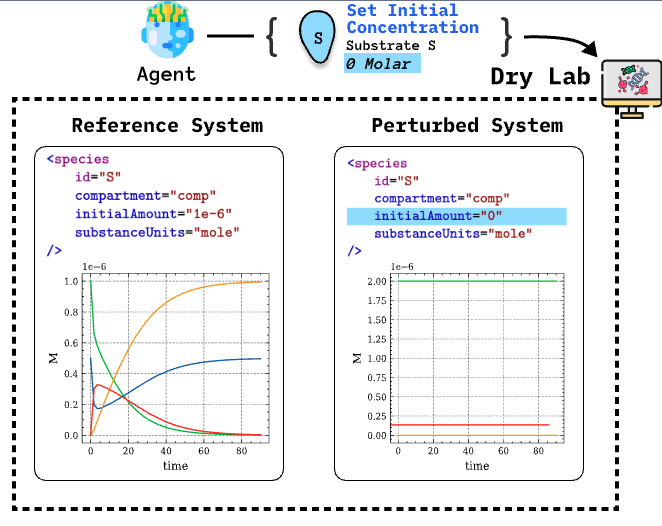 Set Initial
Concentration
S
Substrate S
0 Molar
Agent
Dry Lab
Reference System
<species
id="S"
compartment="comp"
initialAmount="1e-6"
substanceUnits="mole"
/>
1e-6
1.0
0.8
0.6
0.4
0.2
0.0
M
0
20
40
60
80
time
Perturbed System
<species
id="S"
compartment="comp"
initialAmount="0"
substanceUnits="mole"
/>
1e-6
2.00
1.75
1.50
1.25
1.00
0.75
0.50
0.25
0.00
M
0
20
40
60
80
time